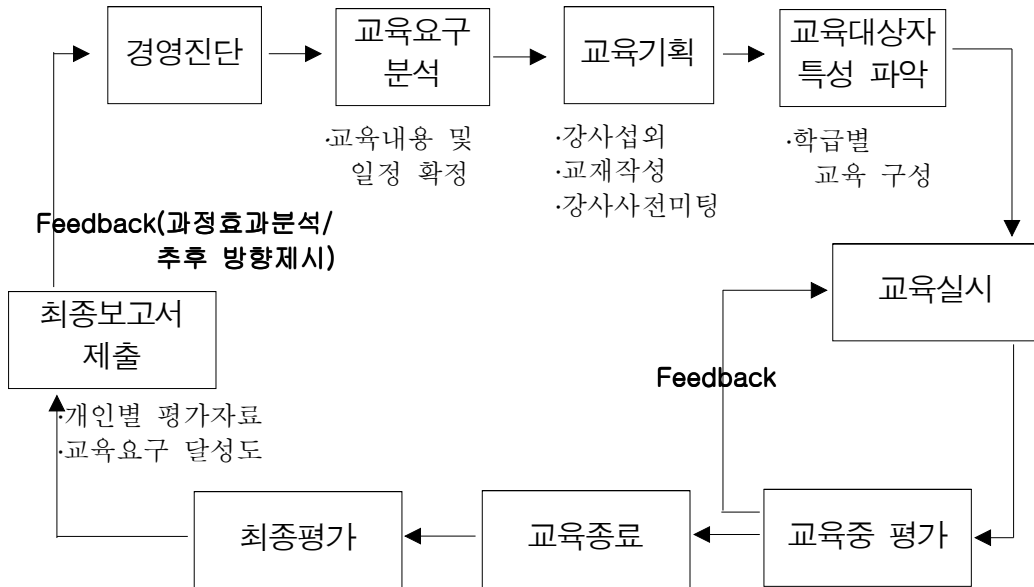 경영진단
교육요구
분석
교육기획
교육대상자
특성 파악
·교육내용 및
일정 확정
·강사섭외
·교재작성
·강사사전미팅
·학급별
교육 구성
Feedback(과정효과분석/
추후 방향제시)
교육실시
최종보고서
제출
Feedback
·개인별 평가자료
·교육요구 달성도
최종평가
교육종료
교육중 평가